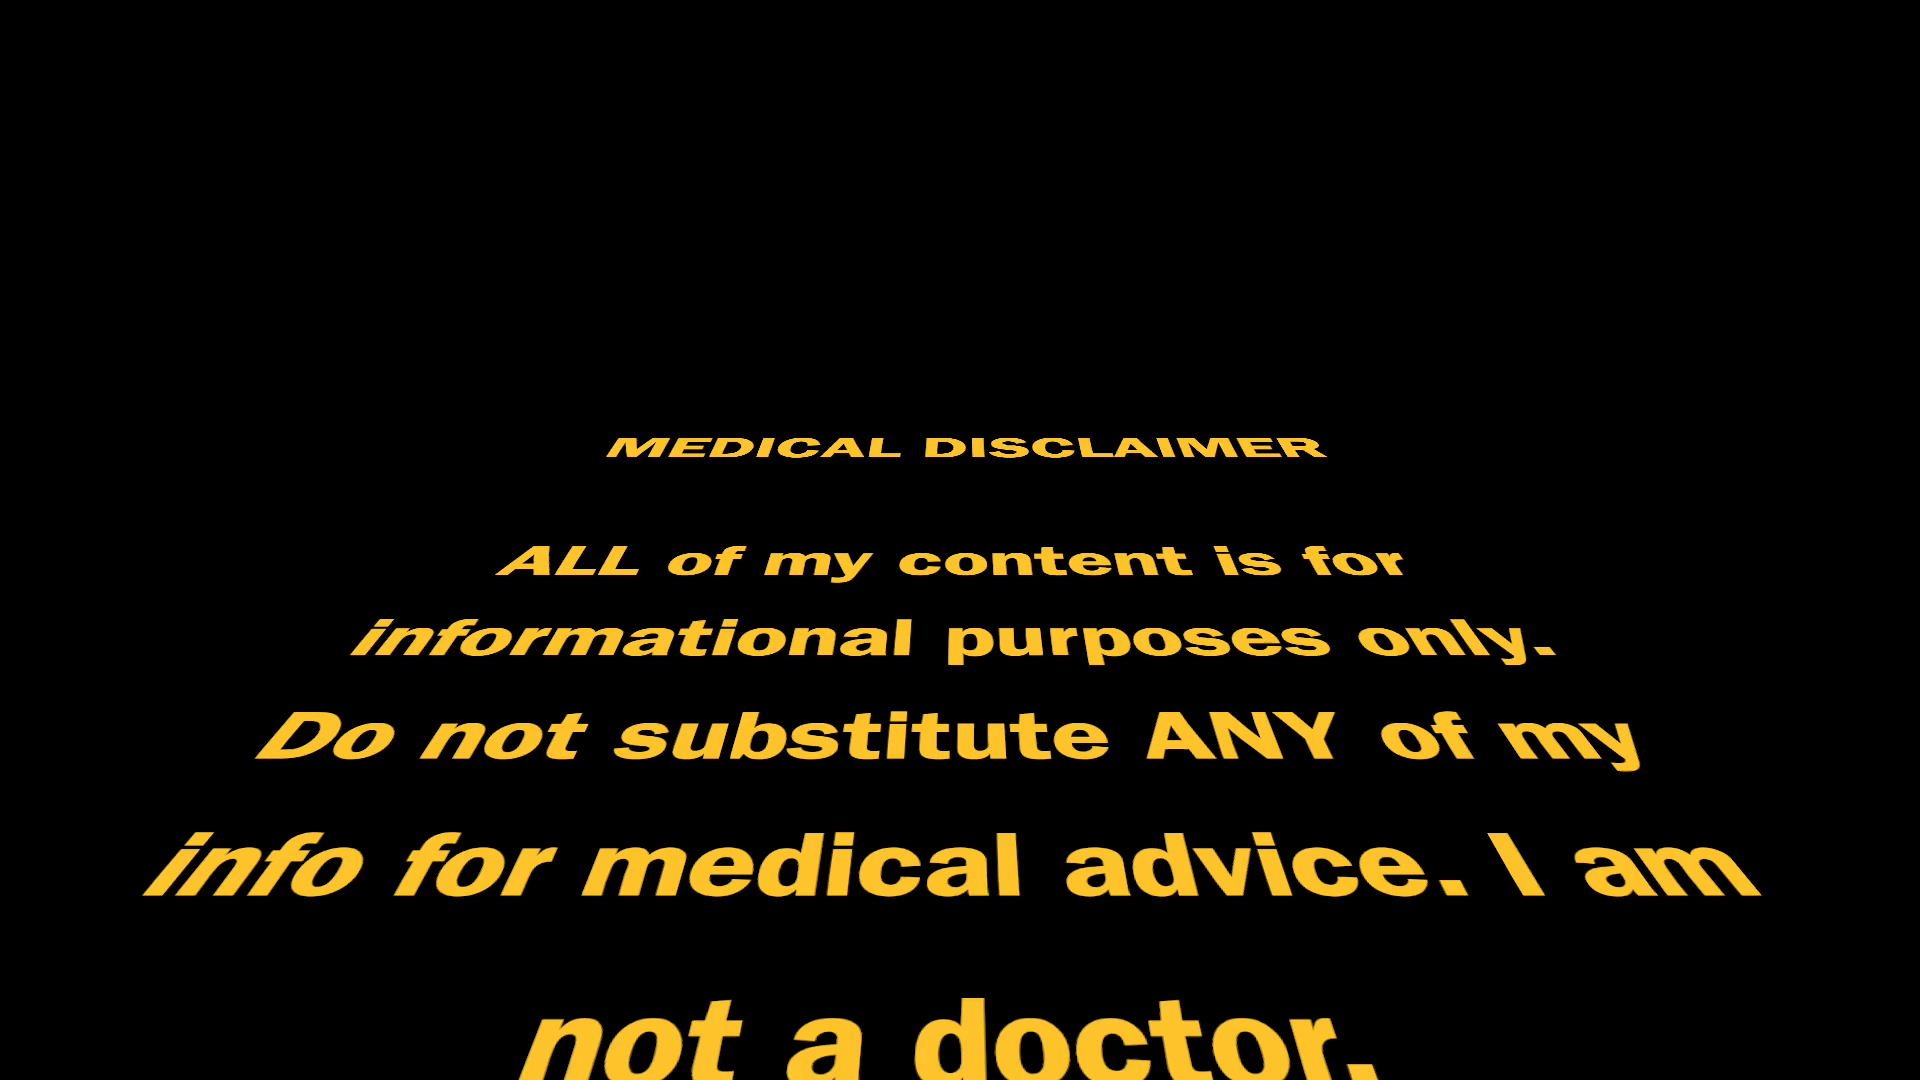 MEDICAL DISCLAIMER
ALL of my content is for
informational purposes only.
Do not substitute ANY of my
info for medical advice. I am
not a doctor.